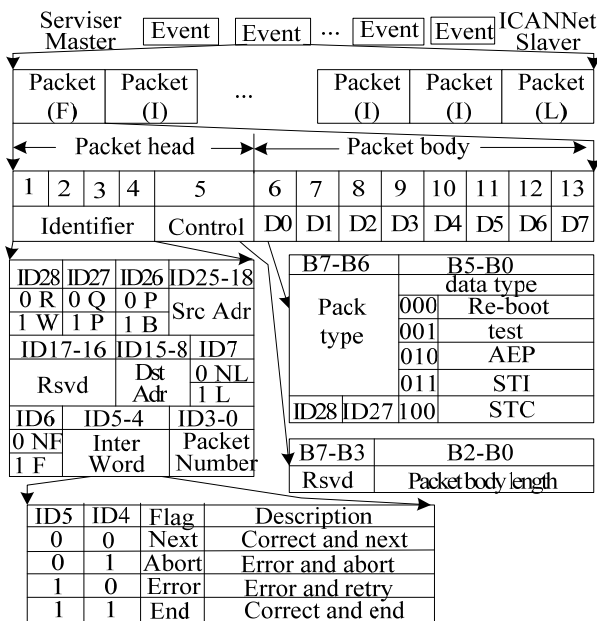 Serviser Master Event Event ... Event Event ICANNet Slaver
Packet (F) Packet (I) ... Packet (I) Packet (I) Packet (L)
Packet head Packet body
1 2 3 4 5 6 7 8 9 10 11 12 13
Identifier Control D0 D1 D2 D3 D4 D5 D6 D7
ID28 ID27 ID26 ID25-18
0 R 0 Q 0 P Src Adr
1 W 1 P 1 B
ID17-16 ID15-8 ID7
Rsvd Dst Adr 0 NL
1 L
ID6 ID5-4 ID3-0
0 NF Inter Word Packet Number
1 F
B7-B6 B5-B0
Pack type data type
000 Re-boot
001 test
010 AEP
011 STI
ID28 ID27 100 STC
B7-B3 B2-B0
Rsvd Packet body length
ID5 ID4 Flag Description
0 0 Next Correct and next
0 1 Abort Error and abort
1 0 Error Error and retry
1 1 End Correct and end